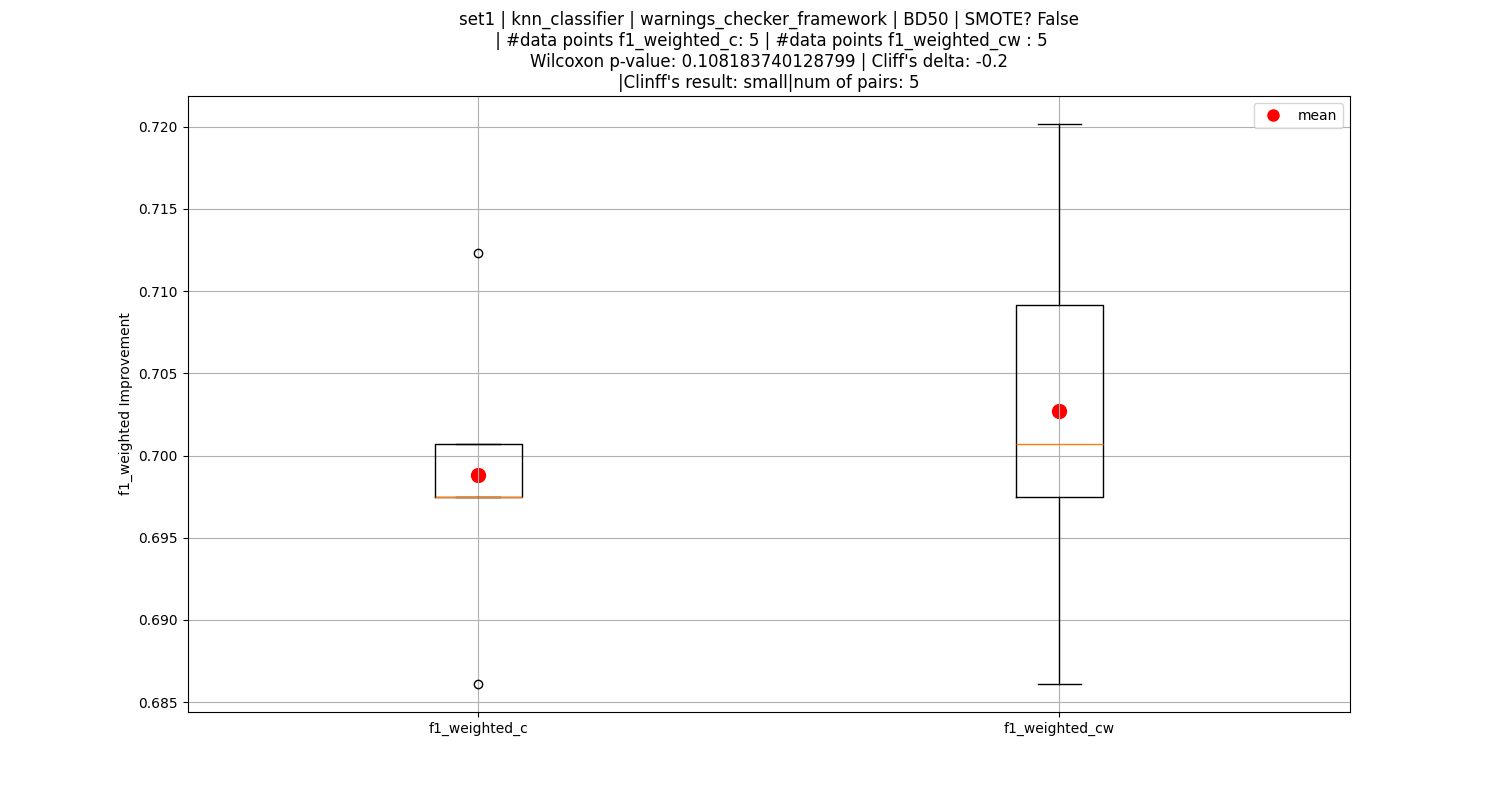 set1 | knn_classifier | warnings_checker_framework | BD50 | SMOTE? False
| #data points f1_weighted_c: 5 | #data points f1_weighted_cw : 5
Wilcoxon p-value: 0.108183740128799 | Cliff's delta: -0.2
|Clinff's result: small|num of pairs: 5
mean
0.720
0.715
0.710
0.705
0.700
0.695
0.690
0.685
f1_weighted Improvement
f1_weighted_c
f1_weighted_cw